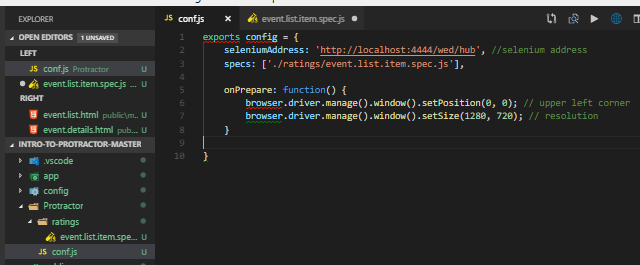 EXPLORER
OPEN EDITORS 1 UNSAVED
LEFT
JS conf.js Protractor U
event.list.item.spec.js ... U
RIGHT
event.list.html public\m... U
event.details.html pub... U
INTRO-TO-PROTRACTOR-MASTER
.vscode
app
config
Protractor
ratings
event.list.item.spe... U
JS conf.js U
JS conf.js
event.list.item.spec.js
1 exports config = {
2 seleniumAddress: 'http://localhost:4444/wed/hub', //selenium address
3 specs: ['./ratings/event.list.item.spec.js'],
4
5 onPrepare: function() {
6 browser.driver.manage().window().setPosition(0, 0); // upper left corner
7 browser.driver.manage().window().setSize(1280, 720); // resolution
8 }
9
10 }